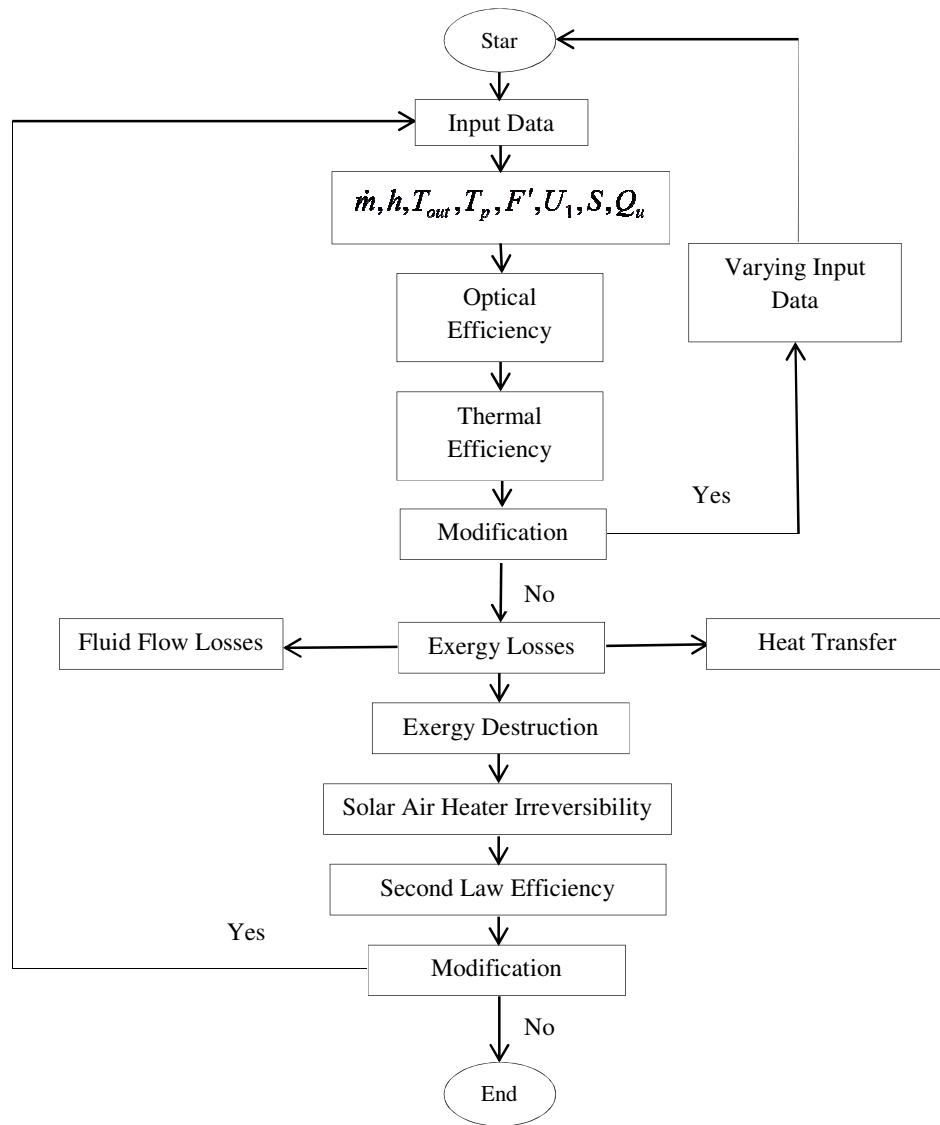 Star
Input Data
ṁ, h, T_out, T_p, F', U_1, S, Q_u
Varying Input
Data
Optical
Efficiency
Thermal
Efficiency
Yes
Modification
No
Fluid Flow Losses
Exergy Losses
Heat Transfer
Exergy Destruction
Solar Air Heater Irreversibility
Second Law Efficiency
Yes
Modification
No
End